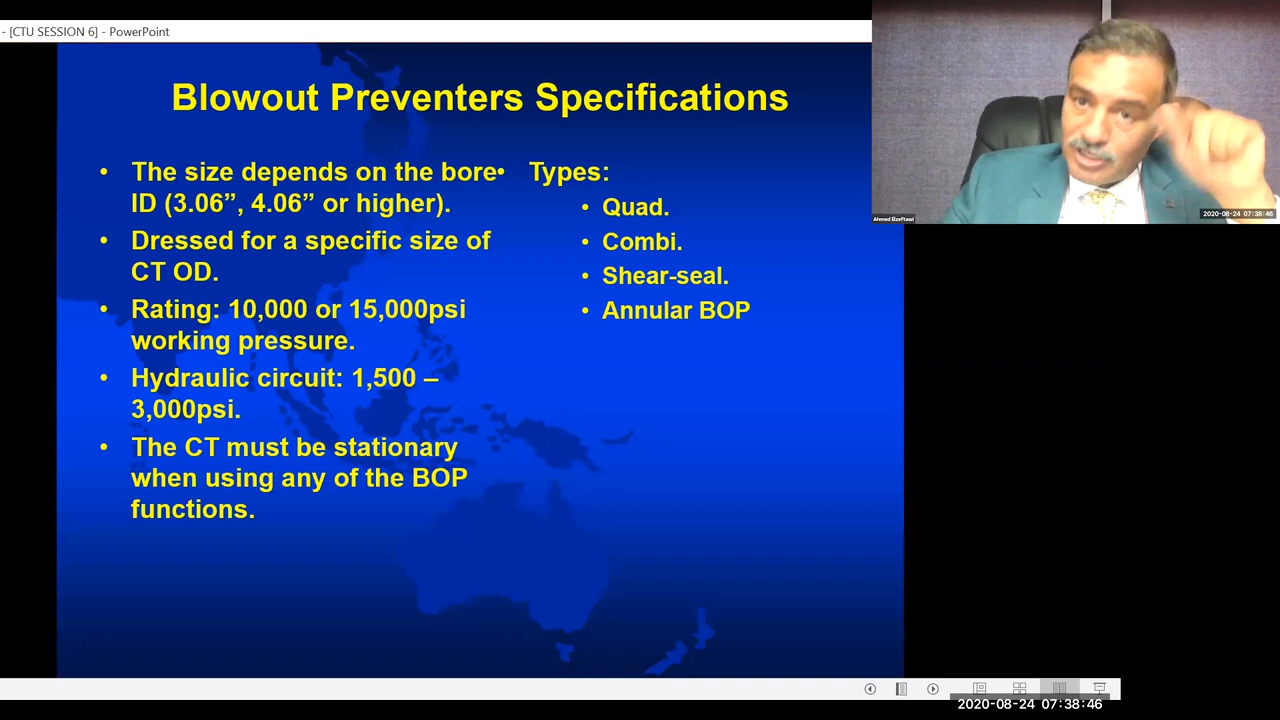 - [CTU SESSION 6] - PowerPoint
Blowout Preventers Specifications
• The size depends on the bore
ID (3.06”, 4.06” or higher).
• Dressed for a specific size of
CT OD.
• Rating: 10,000 or 15,000psi
working pressure.
• Hydraulic circuit: 1,500 –
3,000psi.
• The CT must be stationary
when using any of the BOP
functions.
• Types:
• Quad.
• Combi.
• Shear-seal.
• Annular BOP
Ahmed Elzeftawi
2020-08-24 07:38:46
2020-08-24 07:38:46